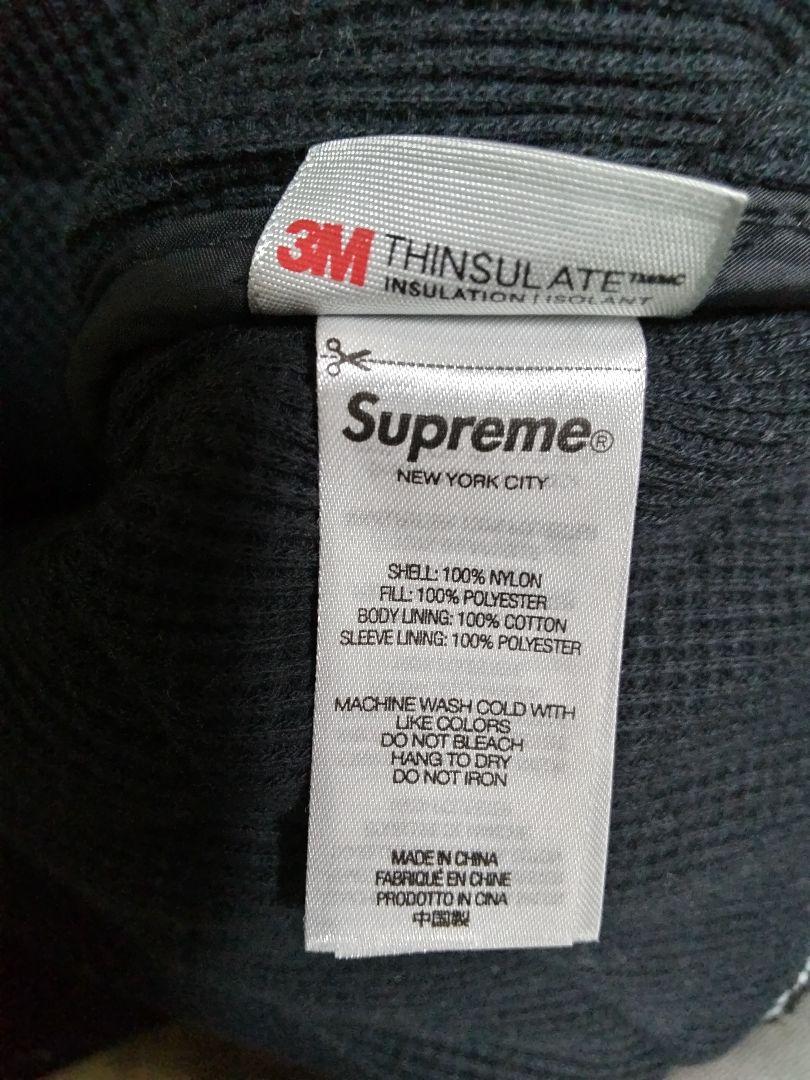 3M THINSULATE™/MC
INSULATION | ISOLANT
Supreme®
NEW YORK CITY
SHELL: 100% NYLON
FILL: 100% POLYESTER
BODY LINING: 100% COTTON
SLEEVE LINING: 100% POLYESTER
MACHINE WASH COLD WITH
LIKE COLORS
DO NOT BLEACH
HANG TO DRY
DO NOT IRON
MADE IN CHINA
FABRIQUÉ EN CHINE
PRODOTTO IN CINA
中国製